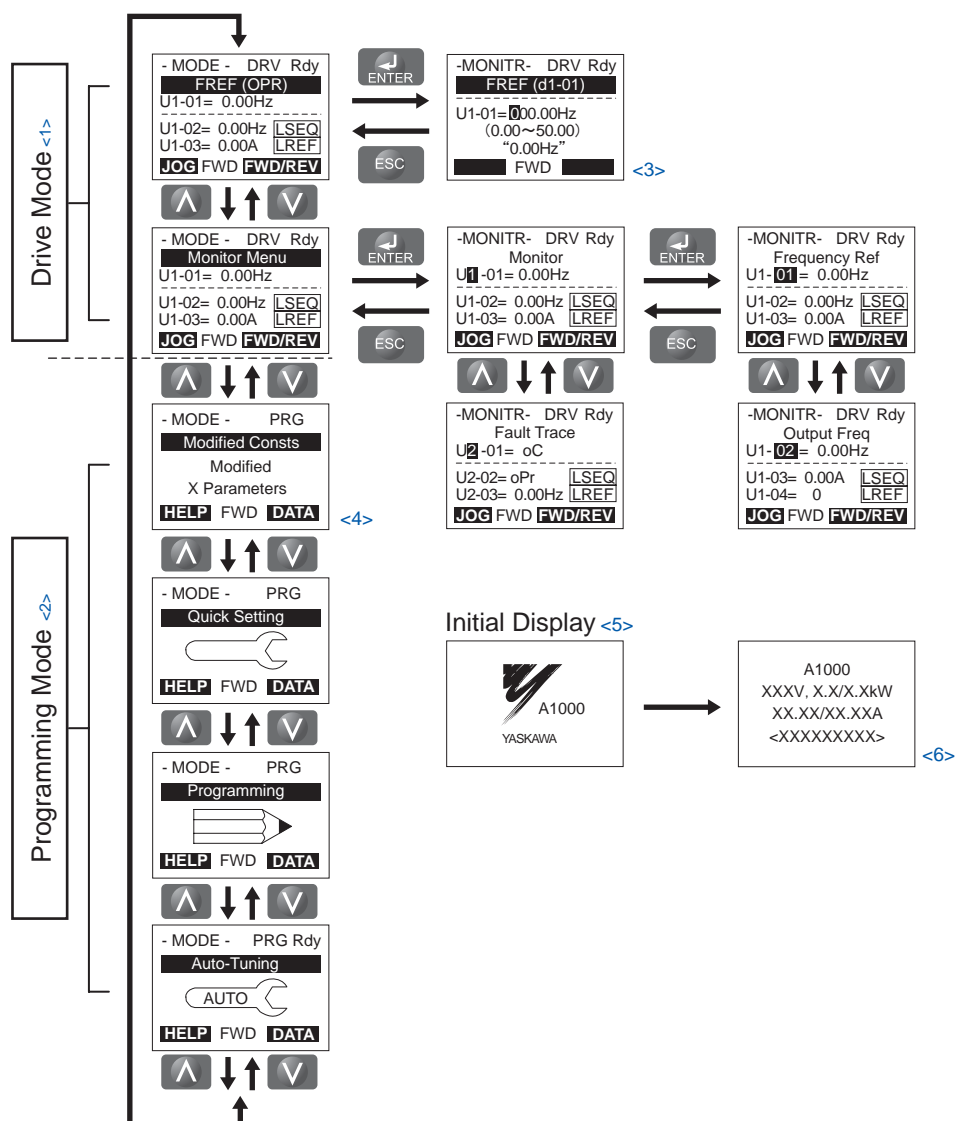 Drive Mode <1>
- MODE - DRV Rdy
FREF (OPR)
U1-01= 0.00Hz
U1-02= 0.00Hz LSEQ
U1-03= 0.00A LREF
JOG FWD FWD/REV
ENTER
ESC
-MONITR- DRV Rdy
FREF (d1-01)
U1-01=000.00Hz
(0.00～50.00)
“0.00Hz”
FWD
<3>
- MODE - DRV Rdy
Monitor Menu
U1-01= 0.00Hz
U1-02= 0.00Hz LSEQ
U1-03= 0.00A LREF
JOG FWD FWD/REV
ENTER
ESC
-MONITR- DRV Rdy
Monitor
U1 -01= 0.00Hz
U1-02= 0.00Hz LSEQ
U1-03= 0.00A LREF
JOG FWD FWD/REV
ENTER
ESC
-MONITR- DRV Rdy
Frequency Ref
U1- 01 = 0.00Hz
U1-02= 0.00Hz LSEQ
U1-03= 0.00A LREF
JOG FWD FWD/REV
-MONITR- DRV Rdy
Fault Trace
U2 -01= oC
U2-02= oPr LSEQ
U2-03= 0.00Hz LREF
JOG FWD FWD/REV
-MONITR- DRV Rdy
Output Freq
U1- 02 = 0.00Hz
U1-03= 0.00A LSEQ
U1-04= 0 LREF
JOG FWD FWD/REV
Programming Mode <2>
- MODE - PRG
Modified Consts
Modified
X Parameters
HELP FWD DATA
<4>
- MODE - PRG
Quick Setting
HELP FWD DATA
- MODE - PRG
Programming
HELP FWD DATA
- MODE - PRG Rdy
Auto-Tuning
AUTO
HELP FWD DATA
Initial Display <5>
A1000
YASKAWA
A1000
XXXV, X.X/X.XkW
XX.XX/XX.XXA
<XXXXXXXXX>
<6>